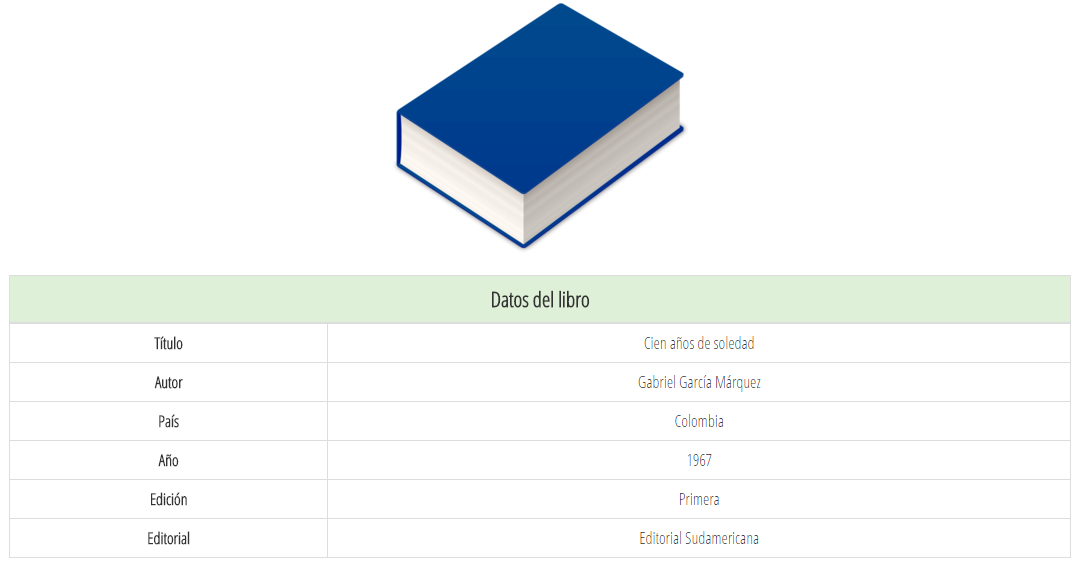 Datos del libro
Título Cien años de soledad
Autor Gabriel García Márquez
País Colombia
Año 1967
Edición Primera
Editorial Editorial Sudamericana